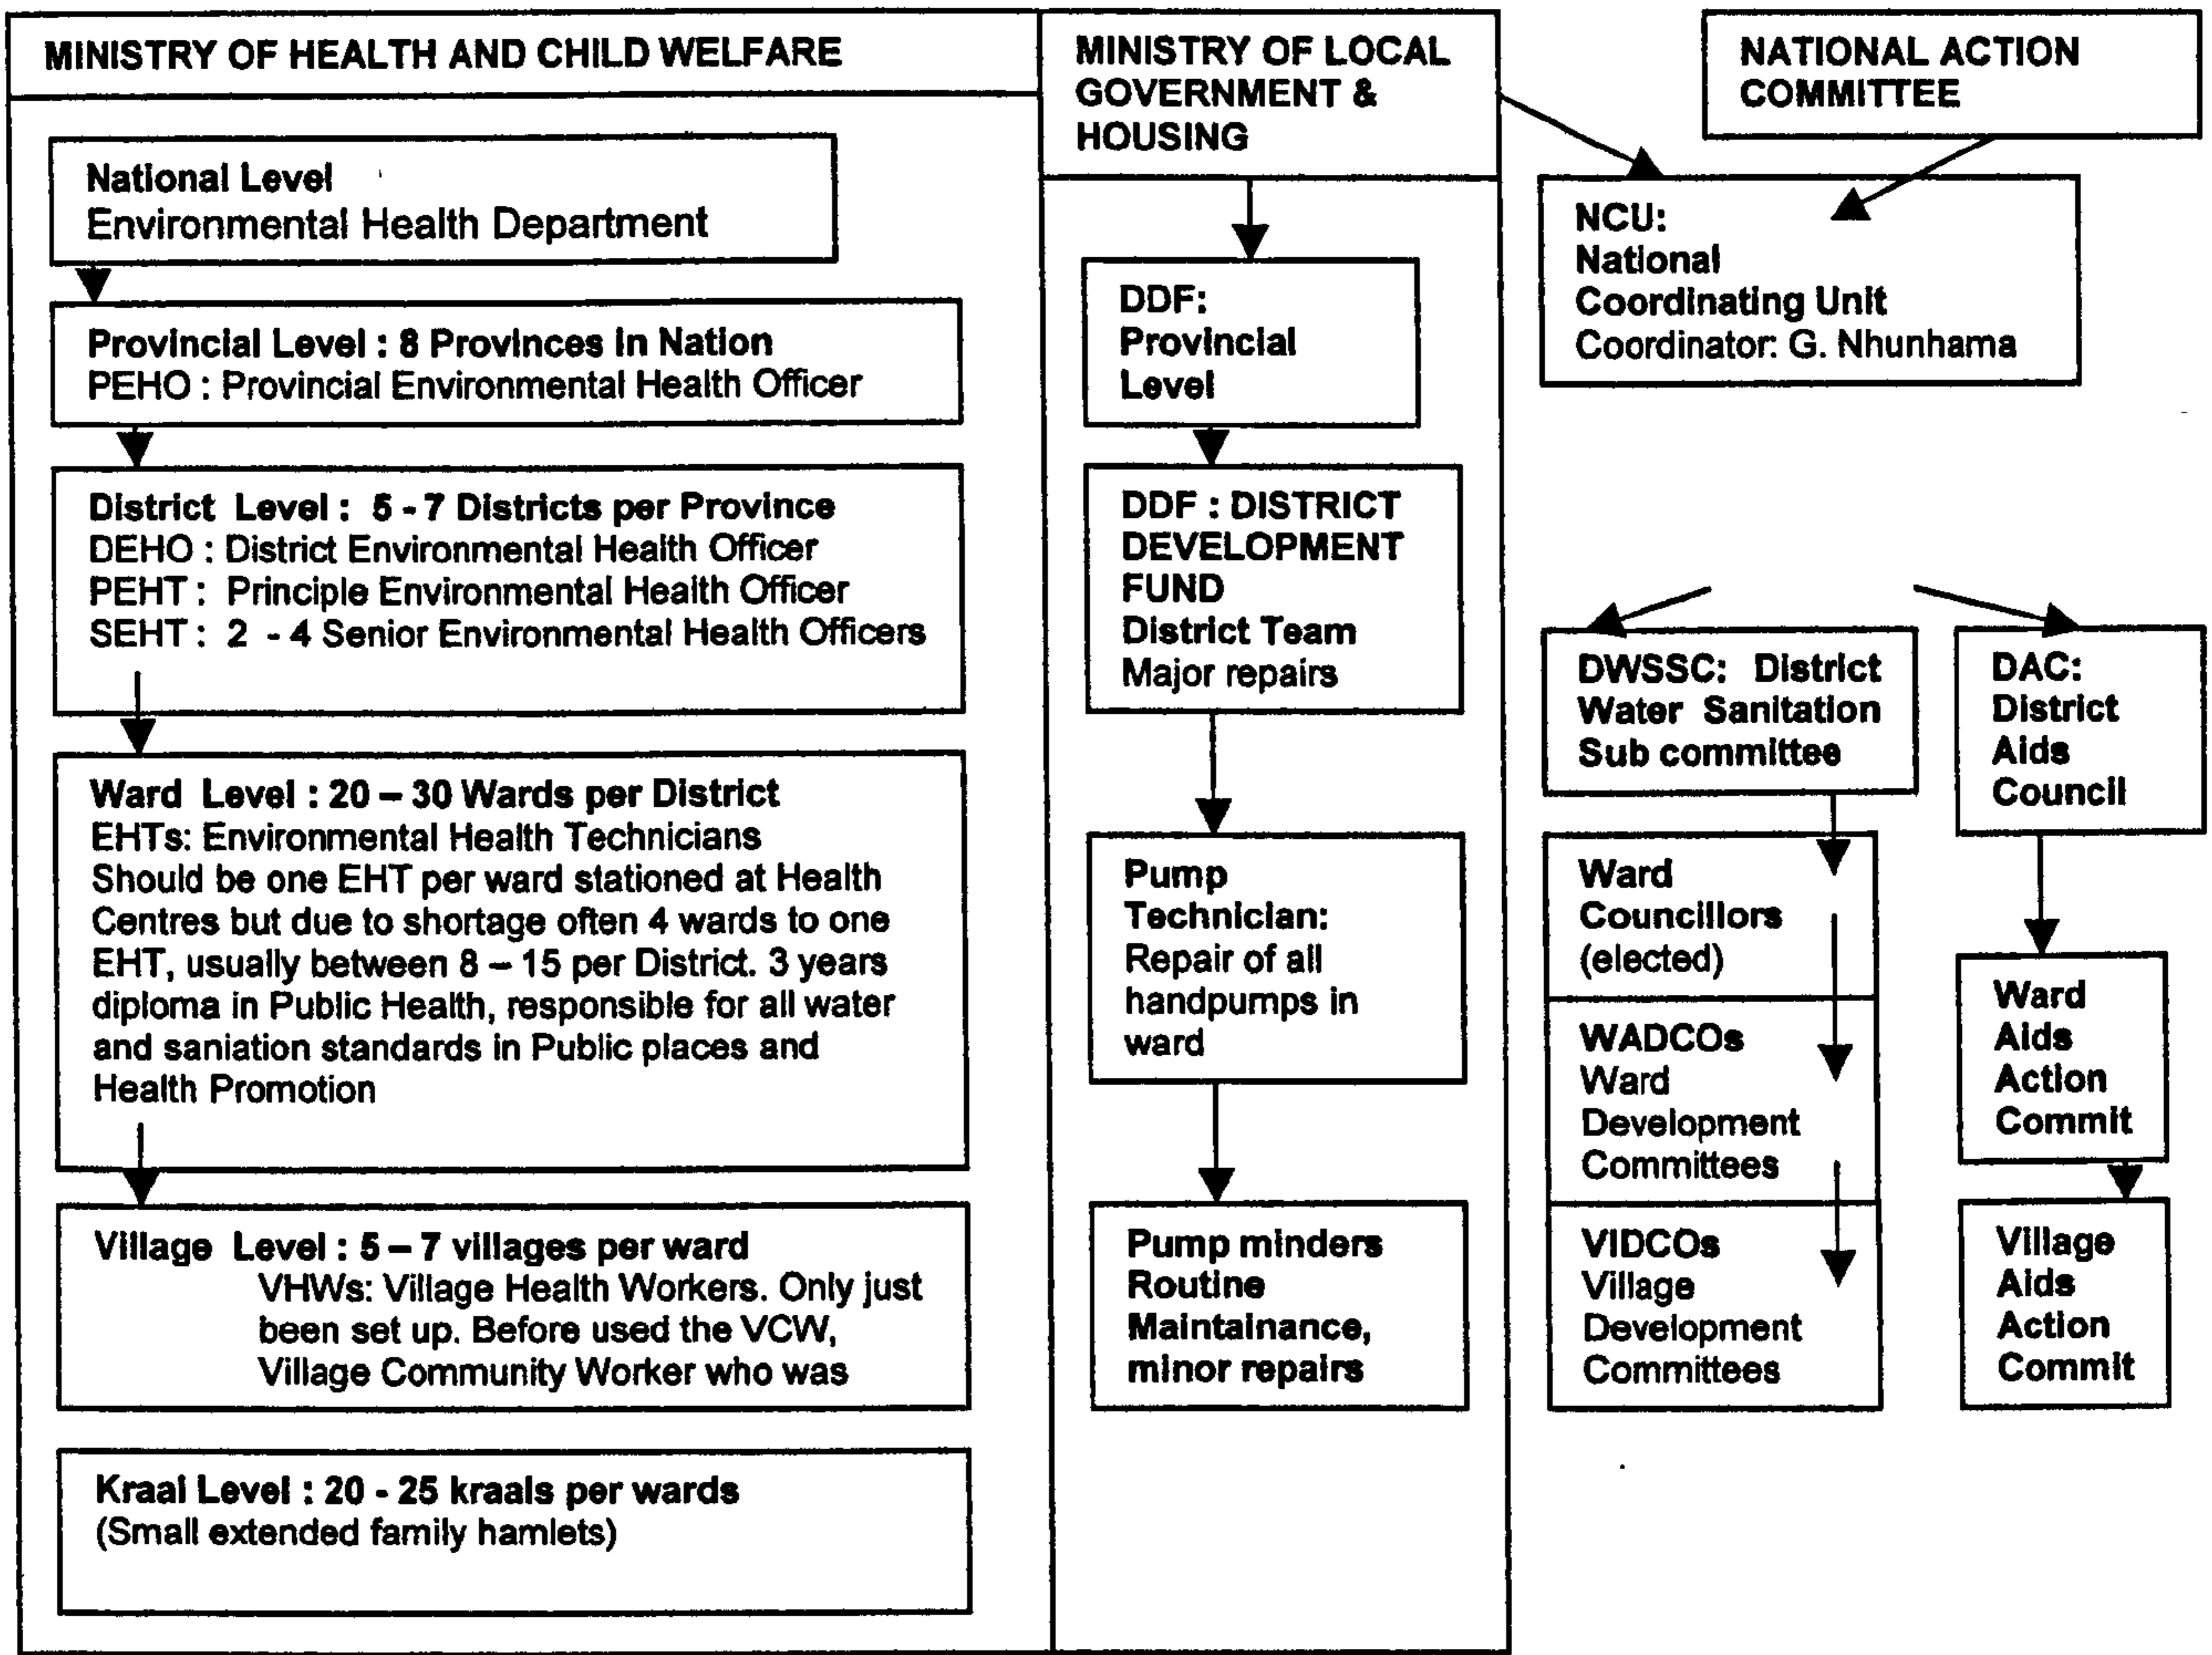 MINISTRY OF HEALTH AND CHILD WELFARE
National Level
Environmental Health Department
Provincial Level : 8 Provinces in Nation
PEHO : Provincial Environmental Health Officer
District Level : 5 - 7 Districts per Province
DEHO : District Environmental Health Officer
PEHT : Principle Environmental Health Officer
SEHT : 2 - 4 Senior Environmental Health Officers
Ward Level : 20 – 30 Wards per District
EHTs: Environmental Health Technicians
Should be one EHT per ward stationed at Health
Centres but due to shortage often 4 wards to one
EHT, usually between 8 – 15 per District. 3 years
diploma in Public Health, responsible for all water
and saniation standards in Public places and
Health Promotion
Village Level : 5 – 7 villages per ward
VHWs: Village Health Workers. Only just
been set up. Before used the VCW,
Village Community Worker who was
Kraal Level : 20 - 25 kraals per wards
(Small extended family hamlets)
MINISTRY OF LOCAL
GOVERNMENT &
HOUSING
DDF:
Provincial
Level
DDF : DISTRICT
DEVELOPMENT
FUND
District Team
Major repairs
Pump
Technician:
Repair of all
handpumps in
ward
Pump minders
Routine
Maintainance,
minor repairs
NATIONAL ACTION
COMMITTEE
NCU:
National
Coordinating Unit
Coordinator: G. Nhunhama
DWSSC: District
Water Sanitation
Sub committee
Ward
Councillors
(elected)
WADCOs
Ward
Development
Committees
VIDCOs
Village
Development
Committees
DAC:
District
Aids
Council
Ward
Aids
Action
Commit
Village
Aids
Action
Commit